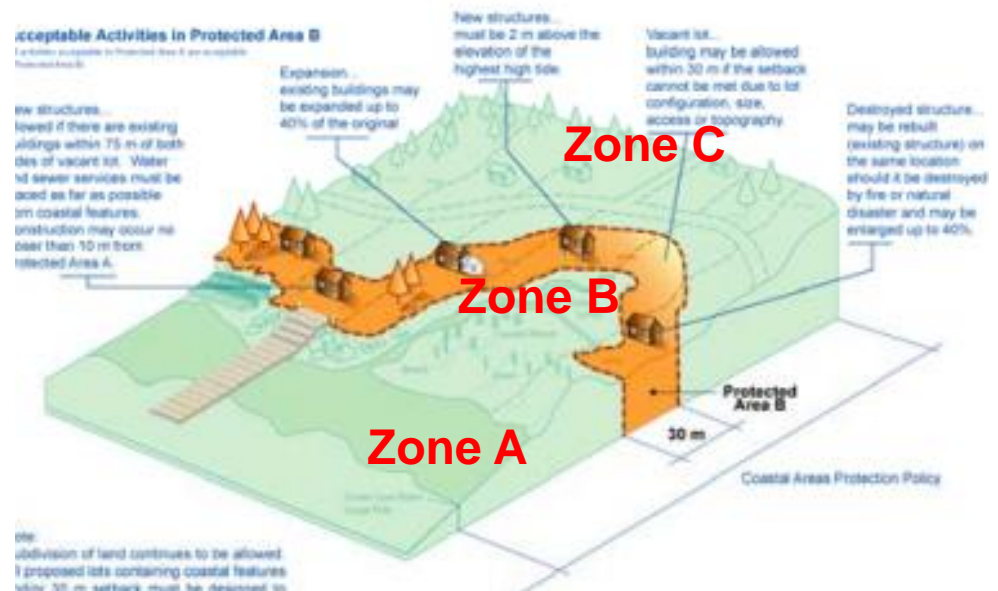 cceptable Activities in Protected Area B
ew structures...
lowed if there are existing
uildings within 75 m of both
des of vacant lot. Water
nd sewer services must be
aced as far as possible
om coastal features.
onstruction may occur no
oser than 10 m from
rotected Area A.
Expansion...
existing buildings may
be expanded up to
40% of the original
New structures...
must be 2 m above the
elevation of the
highest high tide.
Vacant lot...
building may be allowed
within 30 m if the setback
cannot be met due to lot
configuration, size,
access or topography.
Destroyed structure...
may be rebuilt
(existing structure) on
the same location
should it be destroyed
by fire or natural
disaster and may be
enlarged up to 40%.
Zone C
Zone B
Zone A
Protected
Area B
30 m
Coastal Areas Protection Policy
ote:
ubdivision of land continues to be allowed
l proposed lots containing coastal features
30 m setback must be designed to